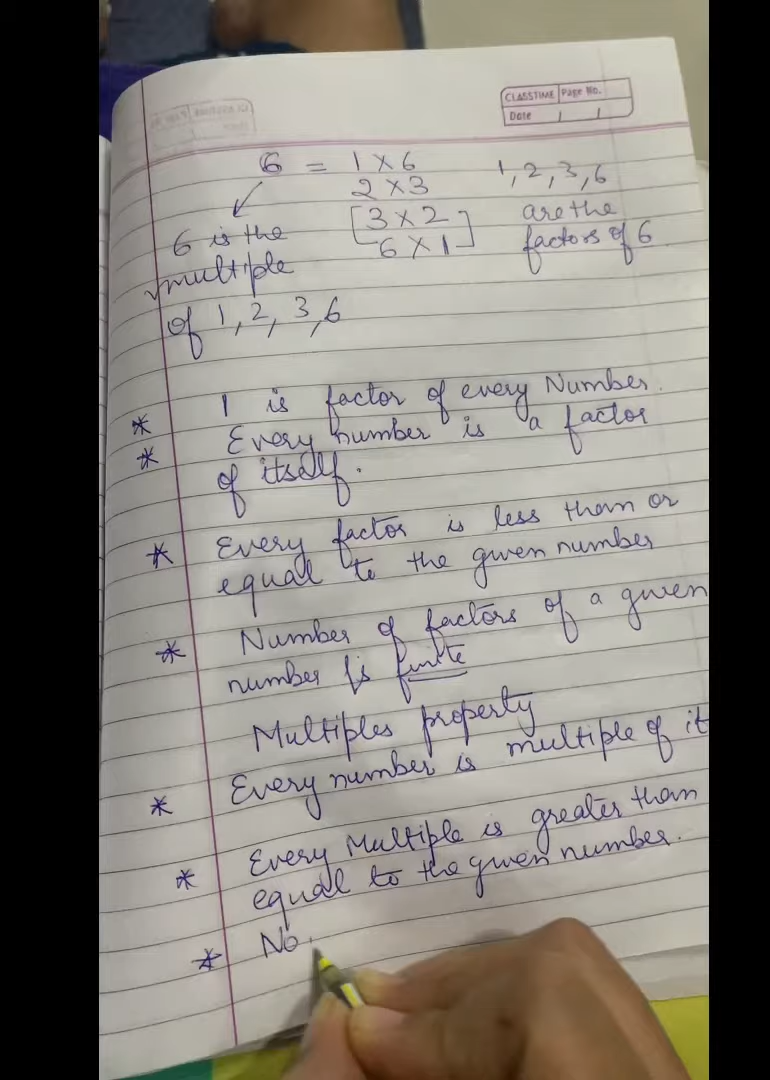 CLASSTIME Page No.
Date / /
6 = 1 × 6
2 × 3
[3 × 2
6 × 1]
1, 2, 3, 6
are the
factors of 6
6 is the
multiple
of 1, 2, 3, 6
* 1 is factor of every Number.
* Every number is a factor
of itself.
* Every factor is less than or
equal to the given number
* Number of factors of a given
number is finite
Multiples property
* Every number is multiple of it
* Every Multiple is greater than
equal to the given number.
* No.